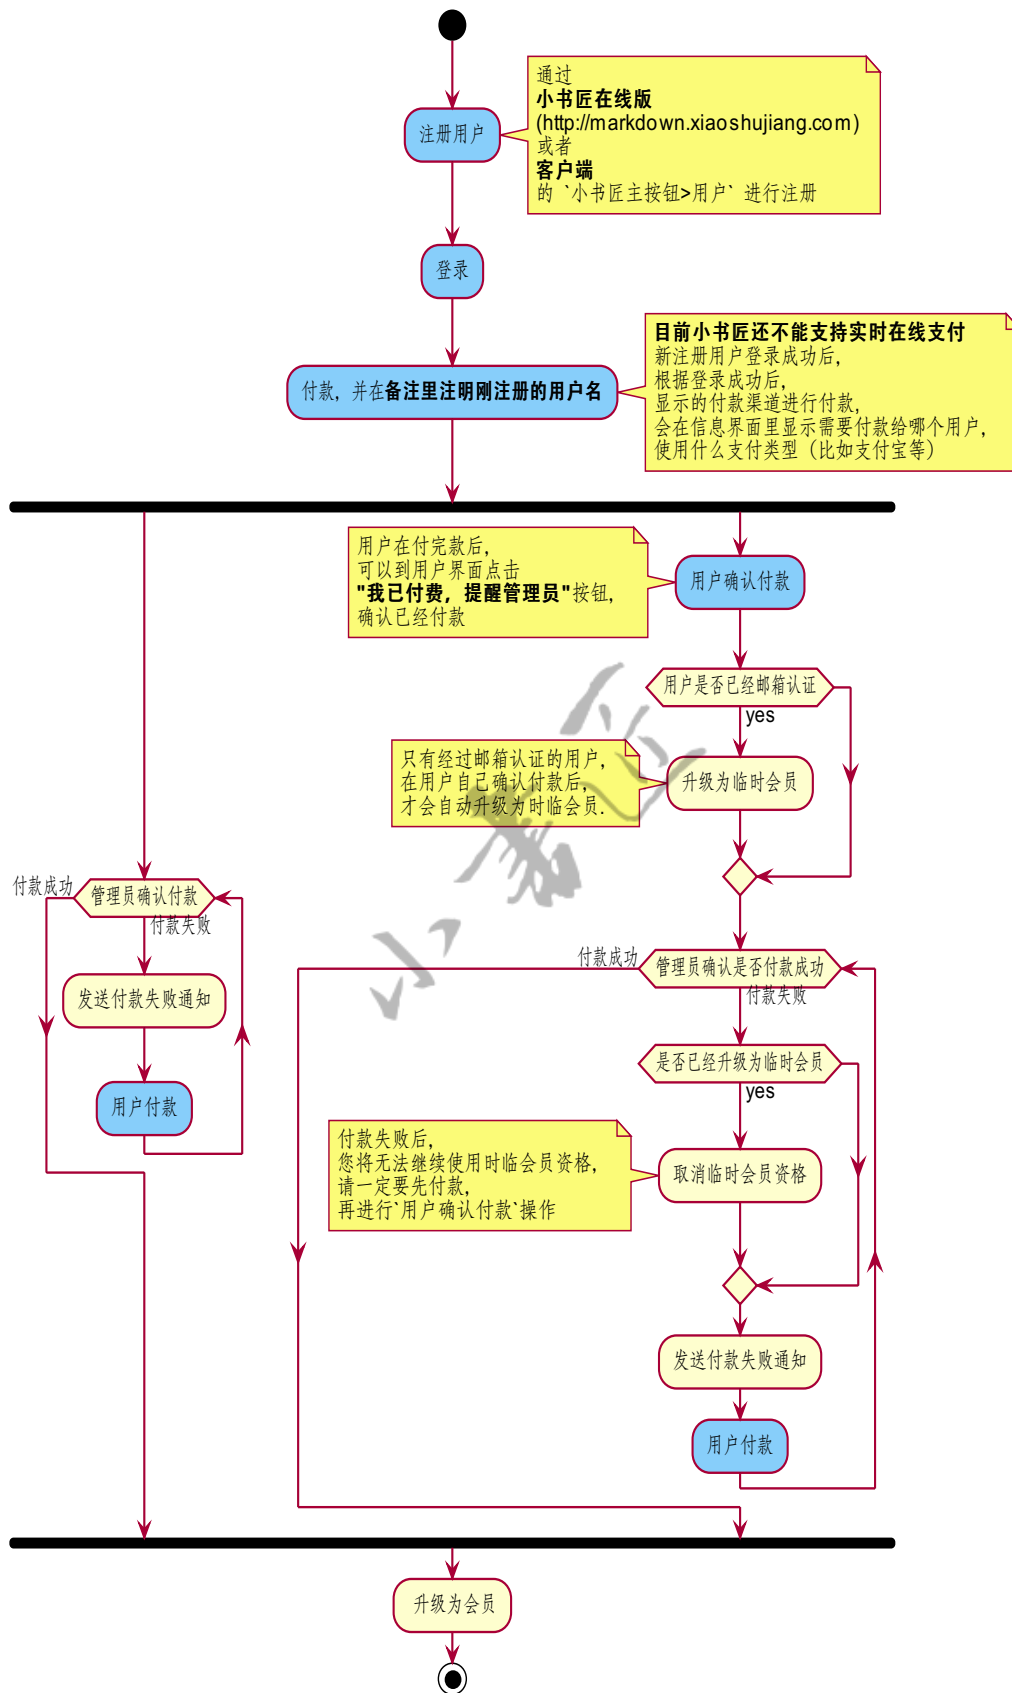 通过
小书匠在线版
(http://markdown.xiaoshujiang.com)
或者
客户端
的 `小书匠主按钮>用户` 进行注册
注册用户
登录
目前小书匠还不能支持实时在线支付
新注册用户登录成功后,
根据登录成功后,
显示的付款渠道进行付款,
会在信息界面里显示需要付款给哪个用户,
使用什么支付类型（比如支付宝等）
付款，并在备注里注明刚注册的用户名
用户在付完款后,
可以到用户界面点击
"我已付费，提醒管理员"按钮,
确认已经付款
用户确认付款
用户是否已经邮箱认证
yes
只有经过邮箱认证的用户,
在用户自己确认付款后,
才会自动升级为时临会员.
升级为临时会员
付款成功
管理员确认付款
付款失败
发送付款失败通知
用户付款
付款成功
管理员确认是否付款成功
付款失败
是否已经升级为临时会员
yes
付款失败后,
您将无法继续使用时临会员资格,
请一定要先付款,
再进行`用户确认付款`操作
取消临时会员资格
发送付款失败通知
用户付款
升级为会员
小书匠